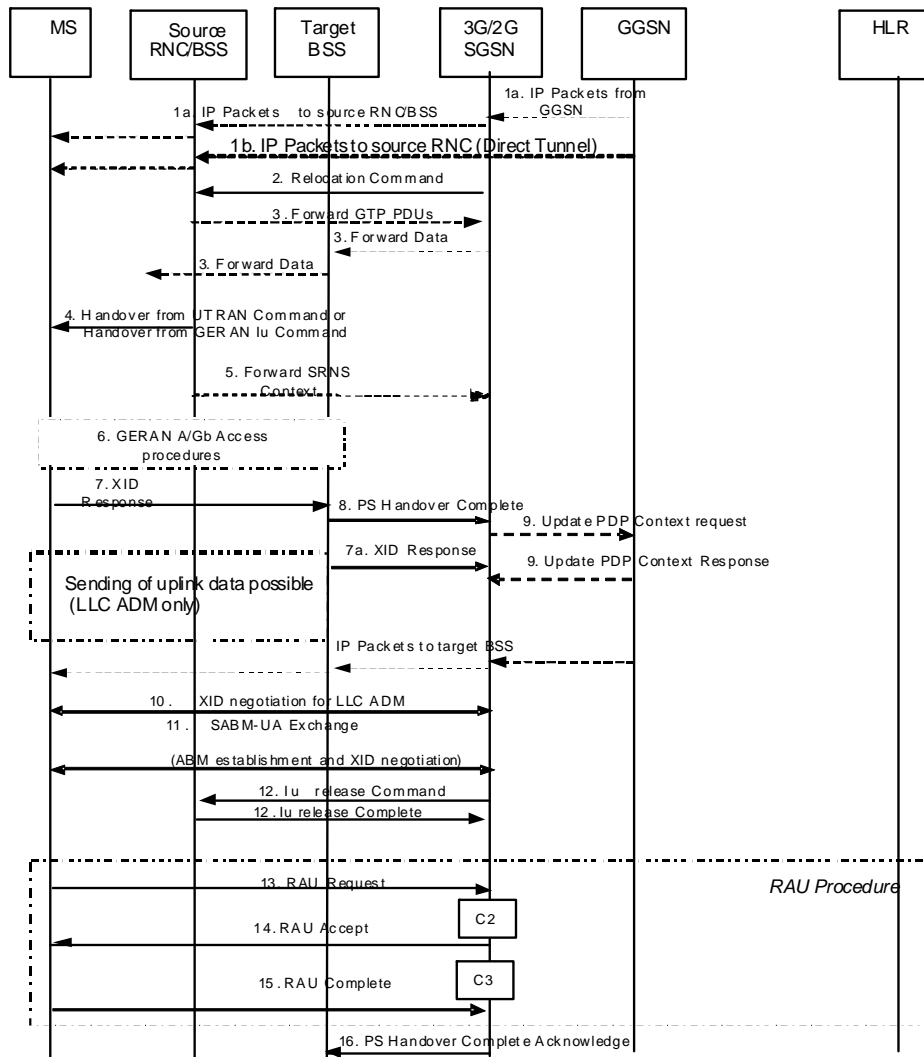 MS
Source
RNC/BSS
Target
BSS
3G/2G
SGSN
GGSN
HLR
1a. IP Packets from
GGSN
1a. IP Packets to source RNC/BSS
1b. IP Packets to source RNC (Direct Tunnel)
2. Relocation Command
3. Forward GTP PDUs
3. Forward Data
3. Forward Data
4. Handover from UTRAN Command or
Handover from GERAN Iu Command
5. Forward SRNS
Context
6. GERAN A/Gb Access
procedures
7. XID
Response
8. PS Handover Complete
9. Update PDP Context request
7a. XID Response
9. Update PDP Context Response
Sending of uplink data possible
(LLC ADM only)
IP Packets to target BSS
10. XID negotiation for LLC ADM
11. SABM-UA Exchange
(ABM establishment and XID negotiation)
12. Iu release Command
12. Iu release Complete
13. RAU Request
RAU Procedure
C2
14. RAU Accept
C3
15. RAU Complete
16. PS Handover Complete Acknowledge